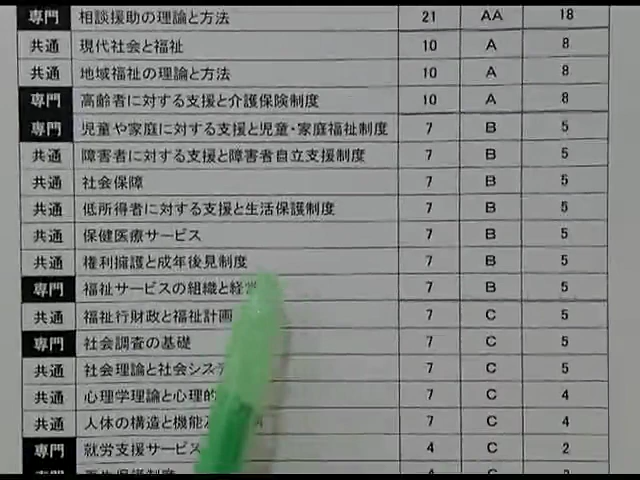 専門 相談援助の理論と方法 21 AA 18
共通 現代社会と福祉 10 A 8
共通 地域福祉の理論と方法 10 A 8
専門 高齢者に対する支援と介護保険制度 10 A 8
専門 児童や家庭に対する支援と児童・家庭福祉制度 7 B 5
共通 障害者に対する支援と障害者自立支援制度 7 B 5
共通 社会保障 7 B 5
共通 低所得者に対する支援と生活保護制度 7 B 5
共通 保健医療サービス 7 B 5
共通 権利擁護と成年後見制度 7 B 5
専門 福祉サービスの組織と経営 7 B 5
共通 福祉行財政と福祉計画 7 C 5
専門 社会調査の基礎 7 C 5
共通 社会理論と社会シス 7 C 5
共通 心理学理論と心理的 7 C 4
共通 人体の構造と機能 7 C 4
専門 就労支援サービス 4 C 2